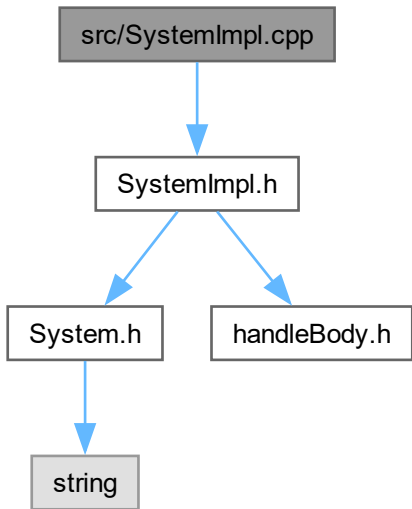 src/SystemImpl.cpp
SystemImpl.h
System.h
handleBody.h
string